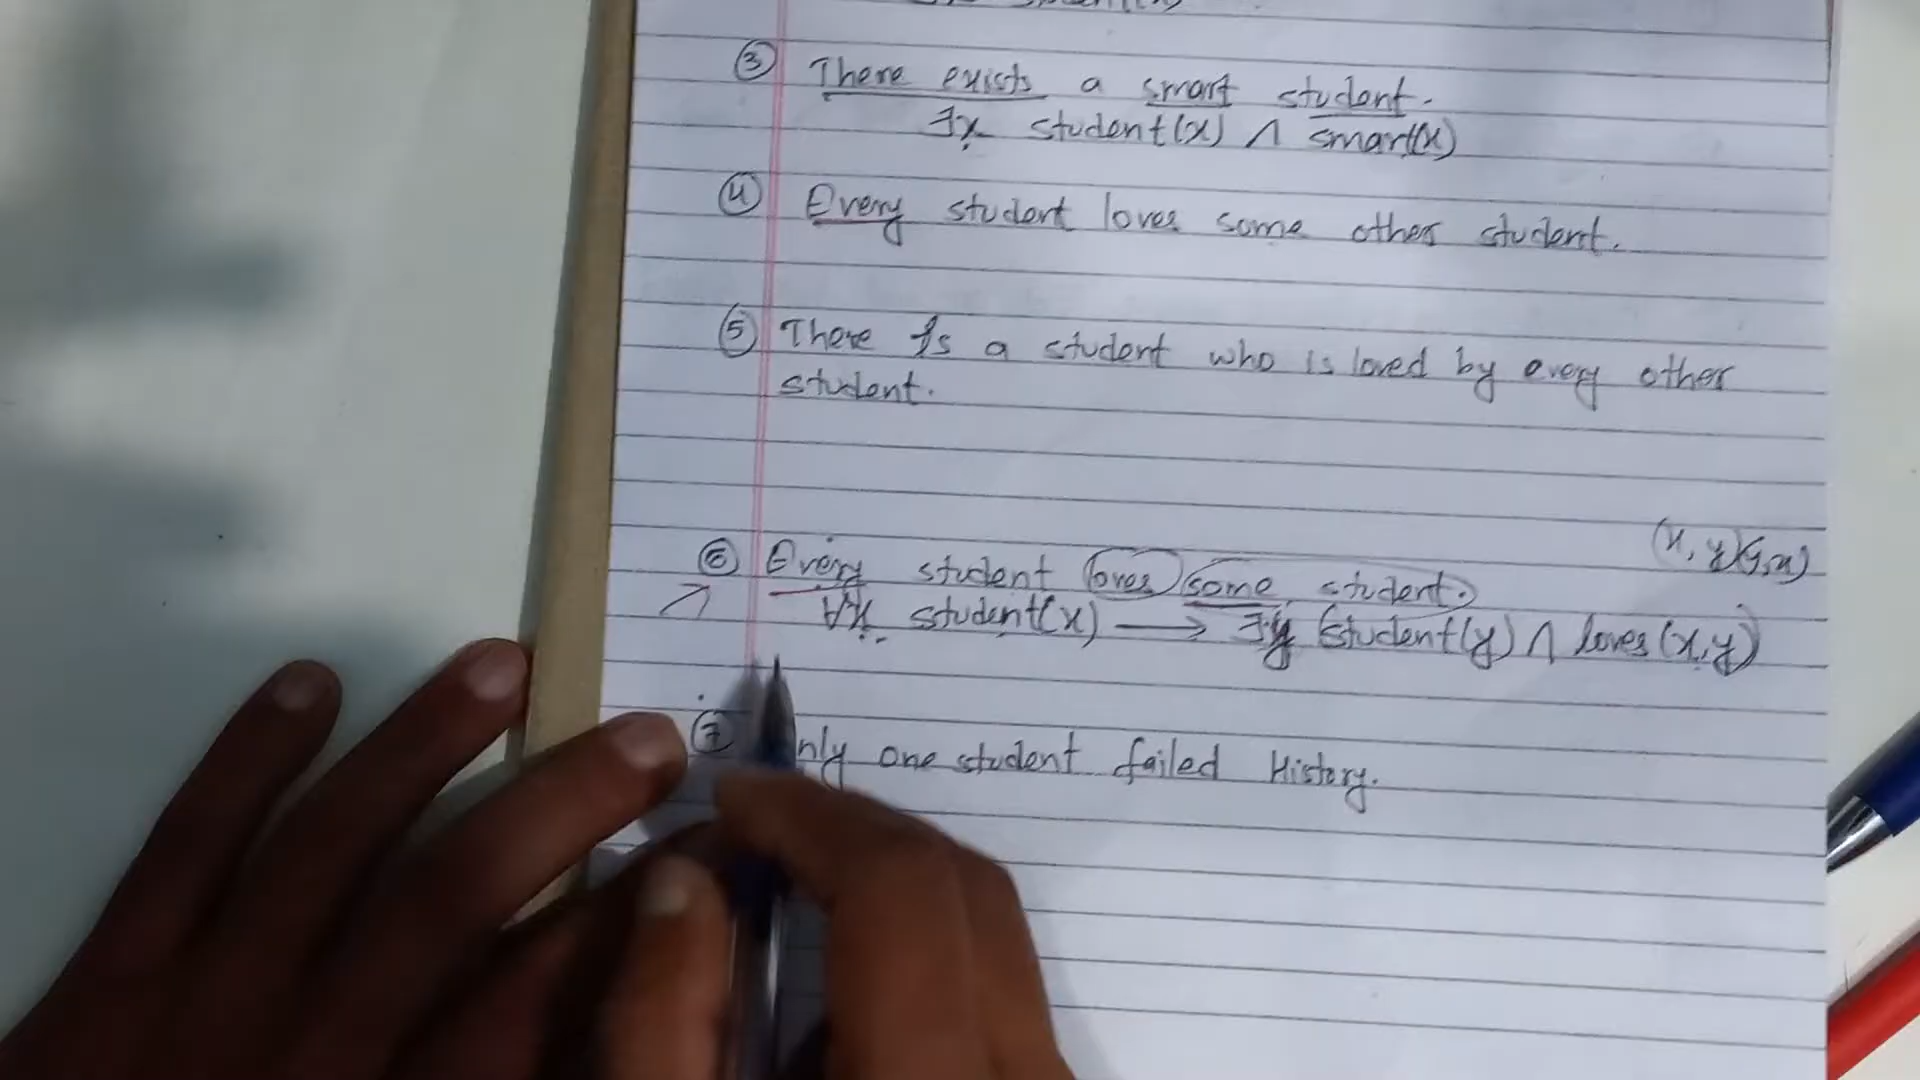 ③ There exists a smart student.
∃x student(x) ∧ smart(x)
④ Every student loves some other student.
⑤ There is a student who is loved by every other
student.
(x, y)(y,x)
⑥ Every student loves some student.
∀x student(x) → ∃y (student(y) ∧ loves(x,y))
⑦ nly one student failed History.